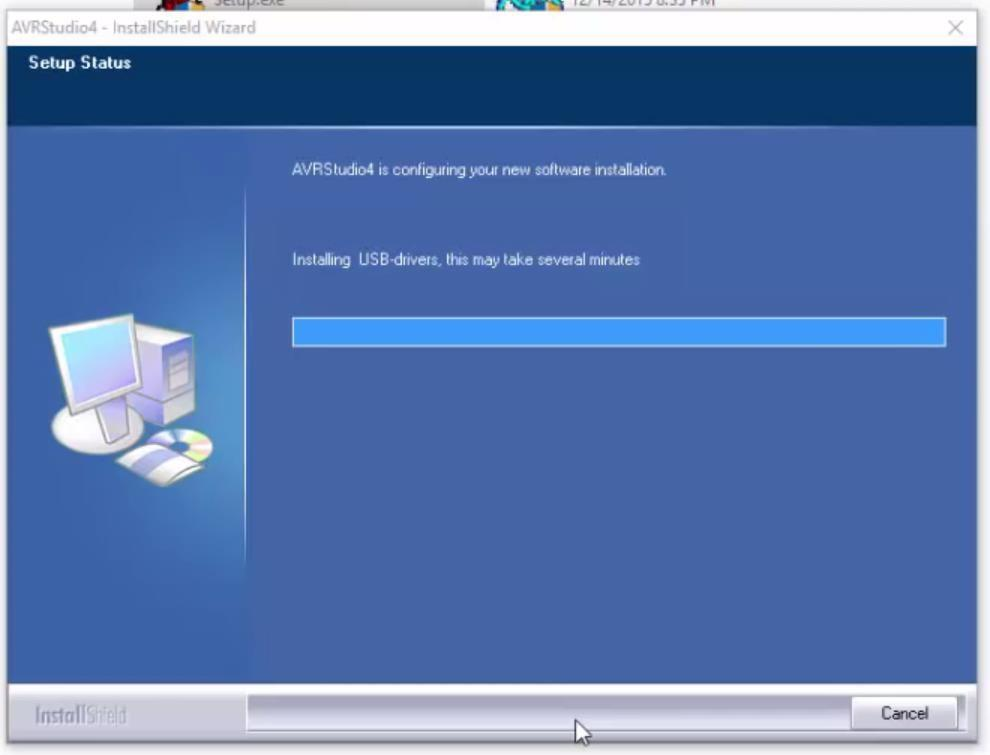 Setup.exe
12/14/2015 8:35 PM
AVRStudio4 - InstallShield Wizard
Setup Status
AVRStudio4 is configuring your new software installation.
Installing  USB-drivers, this may take several minutes
InstallShield
Cancel